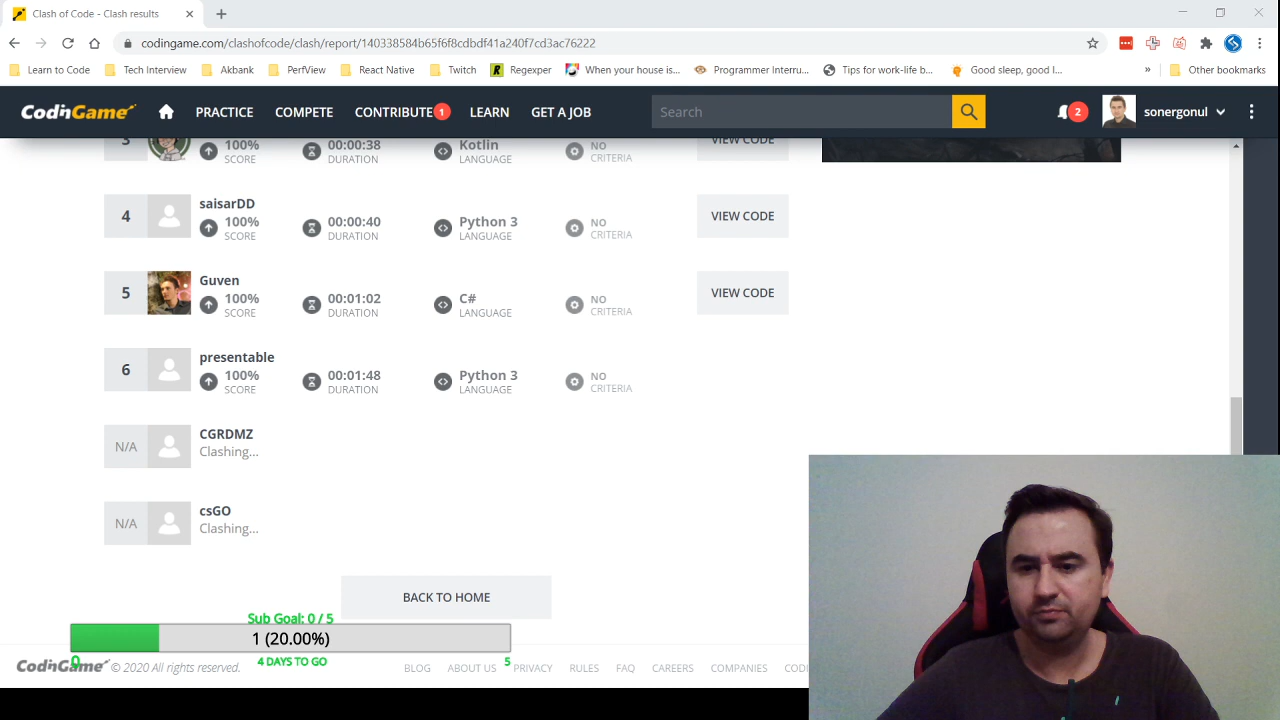 Clash of Code - Clash results
codingame.com/clashofcode/clash/report/140338584b65f6f8cdbdf41a240f7cd3ac76222
Learn to Code Tech Interview Akbank PerfView React Native Twitch Regexper When your house is... Programmer Interru... Tips for work-life b... Good sleep, good l... » Other bookmarks
CodinGame PRACTICE COMPETE CONTRIBUTE 1 LEARN GET A JOB Search 2 sonergonul
3 100% 00:00:38 Kotlin NO VIEW CODE
SCORE DURATION LANGUAGE CRITERIA
saisarDD
4 100% 00:00:40 Python 3 NO VIEW CODE
SCORE DURATION LANGUAGE CRITERIA
Guven
5 100% 00:01:02 C# NO VIEW CODE
SCORE DURATION LANGUAGE CRITERIA
presentable
6 100% 00:01:48 Python 3 NO
SCORE DURATION LANGUAGE CRITERIA
CGRDMZ
N/A Clashing...
csGO
N/A Clashing...
BACK TO HOME
Sub Goal: 0 / 5
1 (20.00%)
0 4 DAYS TO GO 5
CodinGame © 2020 All rights reserved. BLOG ABOUT US PRIVACY RULES FAQ CAREERS COMPANIES CODI